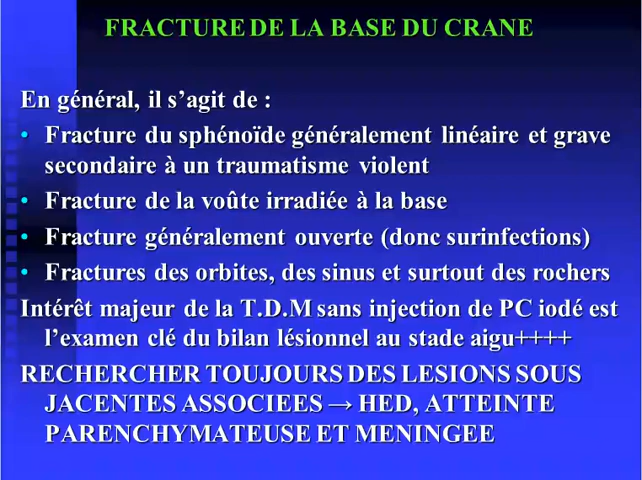 FRACTURE DE LA BASE DU CRANE
En général, il s’agit de :
• Fracture du sphénoïde généralement linéaire et grave
secondaire à un traumatisme violent
• Fracture de la voûte irradiée à la base
• Fracture généralement ouverte (donc surinfections)
• Fractures des orbites, des sinus et surtout des rochers
Intérêt majeur de la T.D.M sans injection de PC iodé est
l’examen clé du bilan lésionnel au stade aigu++++
RECHERCHER TOUJOURS DES LESIONS SOUS
JACENTES ASSOCIEES → HED, ATTEINTE
PARENCHYMATEUSE ET MENINGEE